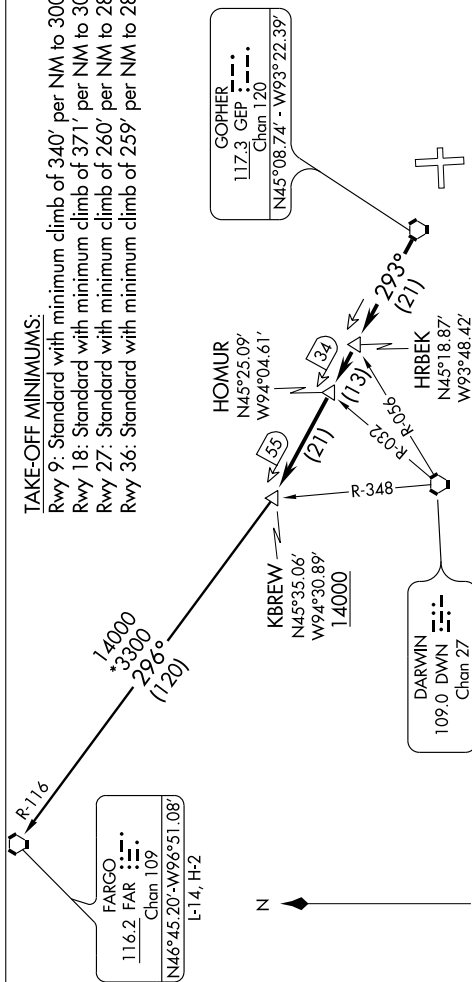 TAKE-OFF MINIMUMS:
Rwy 9: Standard with minimum climb of 340' per NM to 300
Rwy 18: Standard with minimum climb of 371' per NM to 30
Rwy 27: Standard with minimum climb of 260' per NM to 28
Rwy 36: Standard with minimum climb of 259' per NM to 28
GOPHER
117.3 GEP
Chan 120
N45°08.74' - W93°22.39'
293°
(21)
HRBEK
N45°18.87'
W93°48.42'
34
(13)
HOMUR
N45°25.09'
W94°04.61'
55
(21)
R-056
R-032
R-348
KBREW
N45°35.06'
W94°30.89'
14000
DARWIN
109.0 DWN
Chan 27
14000
*3300
296°
(120)
R-116
FARGO
116.2 FAR
Chan 109
N46°45.20'-W96°51.08'
L-14, H-2
N